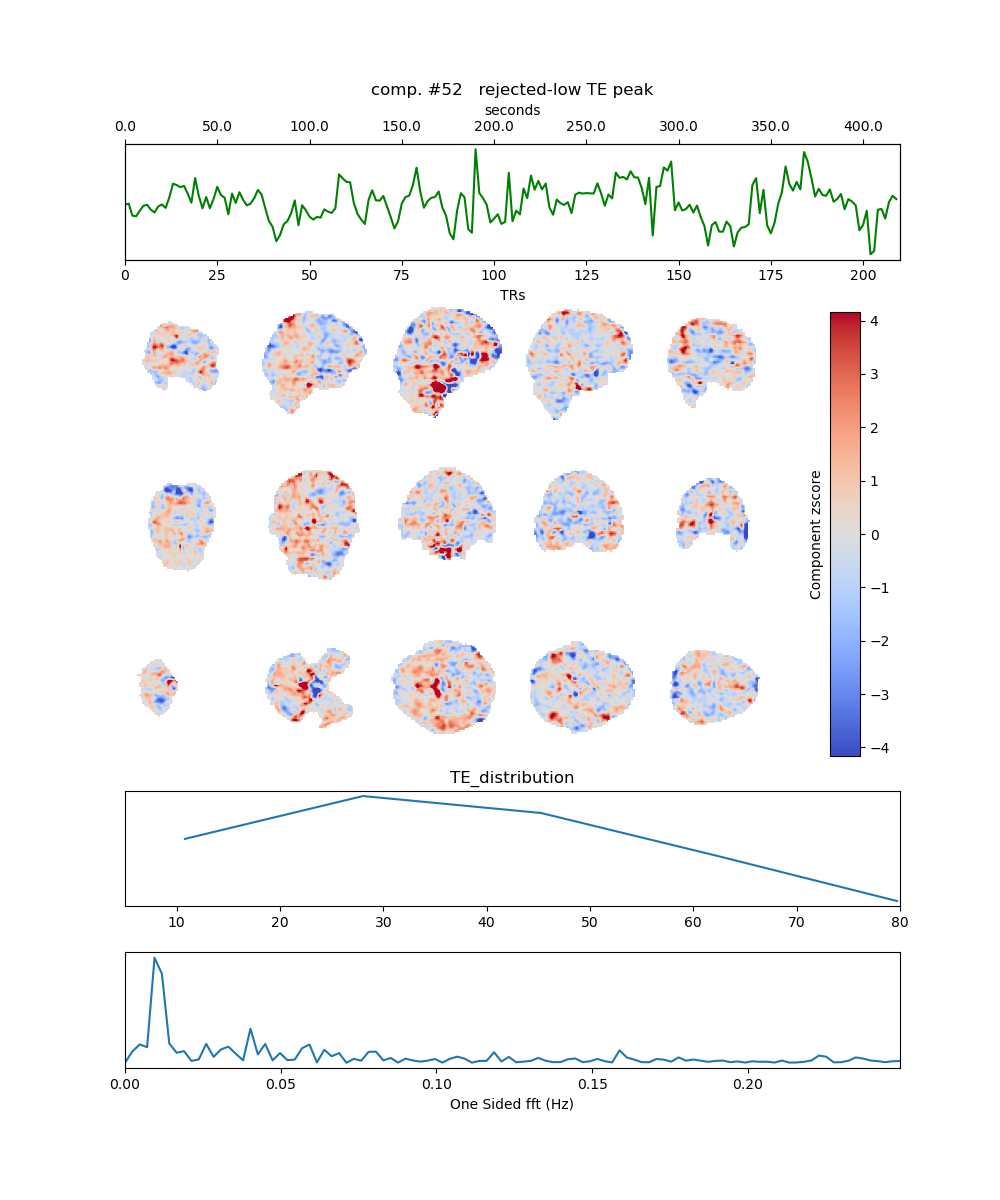 comp. #52   rejected-low TE peak
seconds
0.0 50.0 100.0 150.0 200.0 250.0 300.0 350.0 400.0
0 25 50 75 100 125 150 175 200
TRs
4
3
2
1
0
−1
−2
−3
−4
Component zscore
TE_distribution
10 20 30 40 50 60 70 80
0.00 0.05 0.10 0.15 0.20
One Sided fft (Hz)